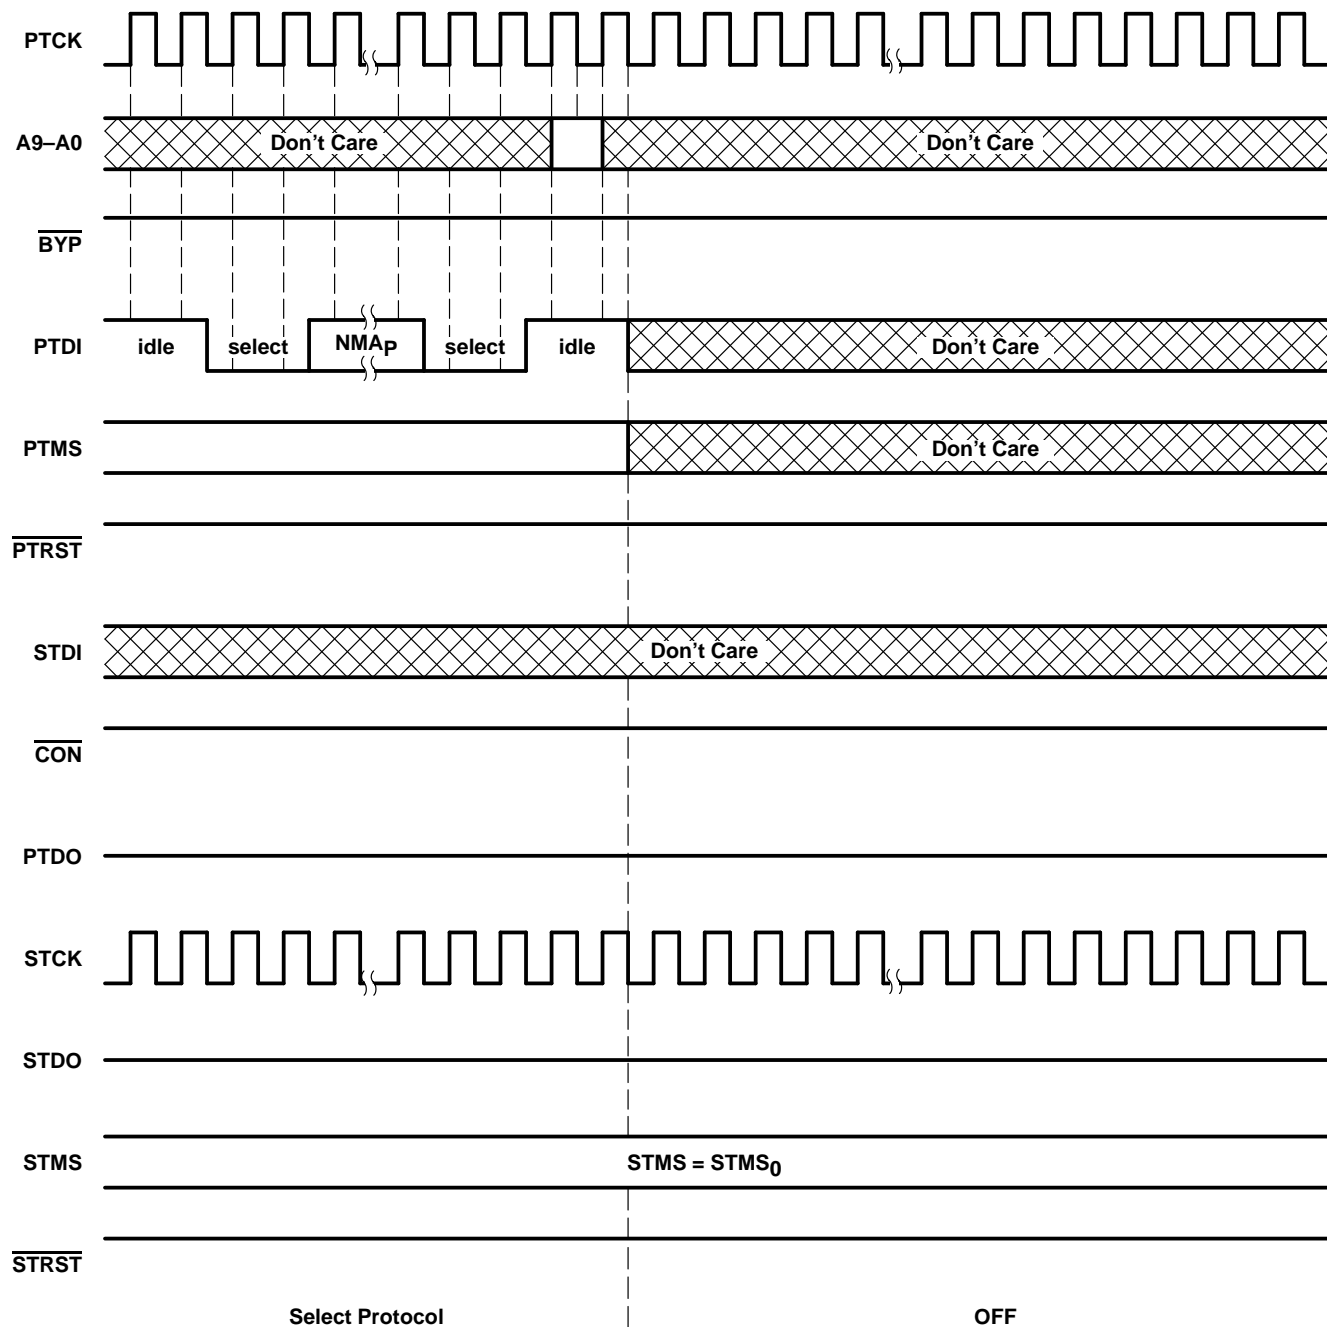 PTCK
A9–A0 Don't Care Don't Care
BYP
PTDI idle select NMAP select idle Don't Care
PTMS Don't Care
PTRST
STDI Don't Care
CON
PTDO
STCK
STDO
STMS STMS = STMS0
STRST
Select Protocol OFF